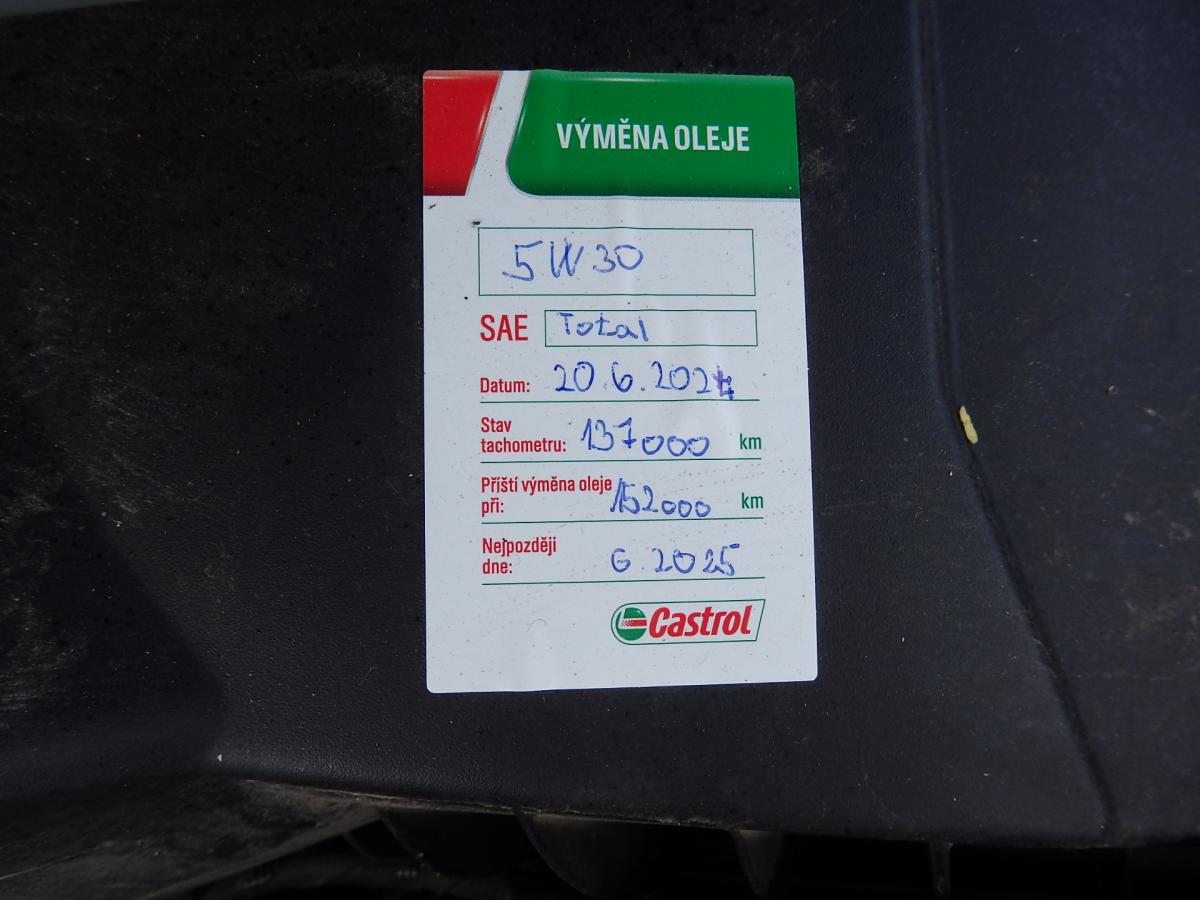 VÝMĚNA OLEJE
5W30
SAE Total
Datum: 20 6.2024
Stav
tachometru: 137000 km
Příští výměna oleje
při: 152000 km
Nejpozději
dne: 6.2025
Castrol